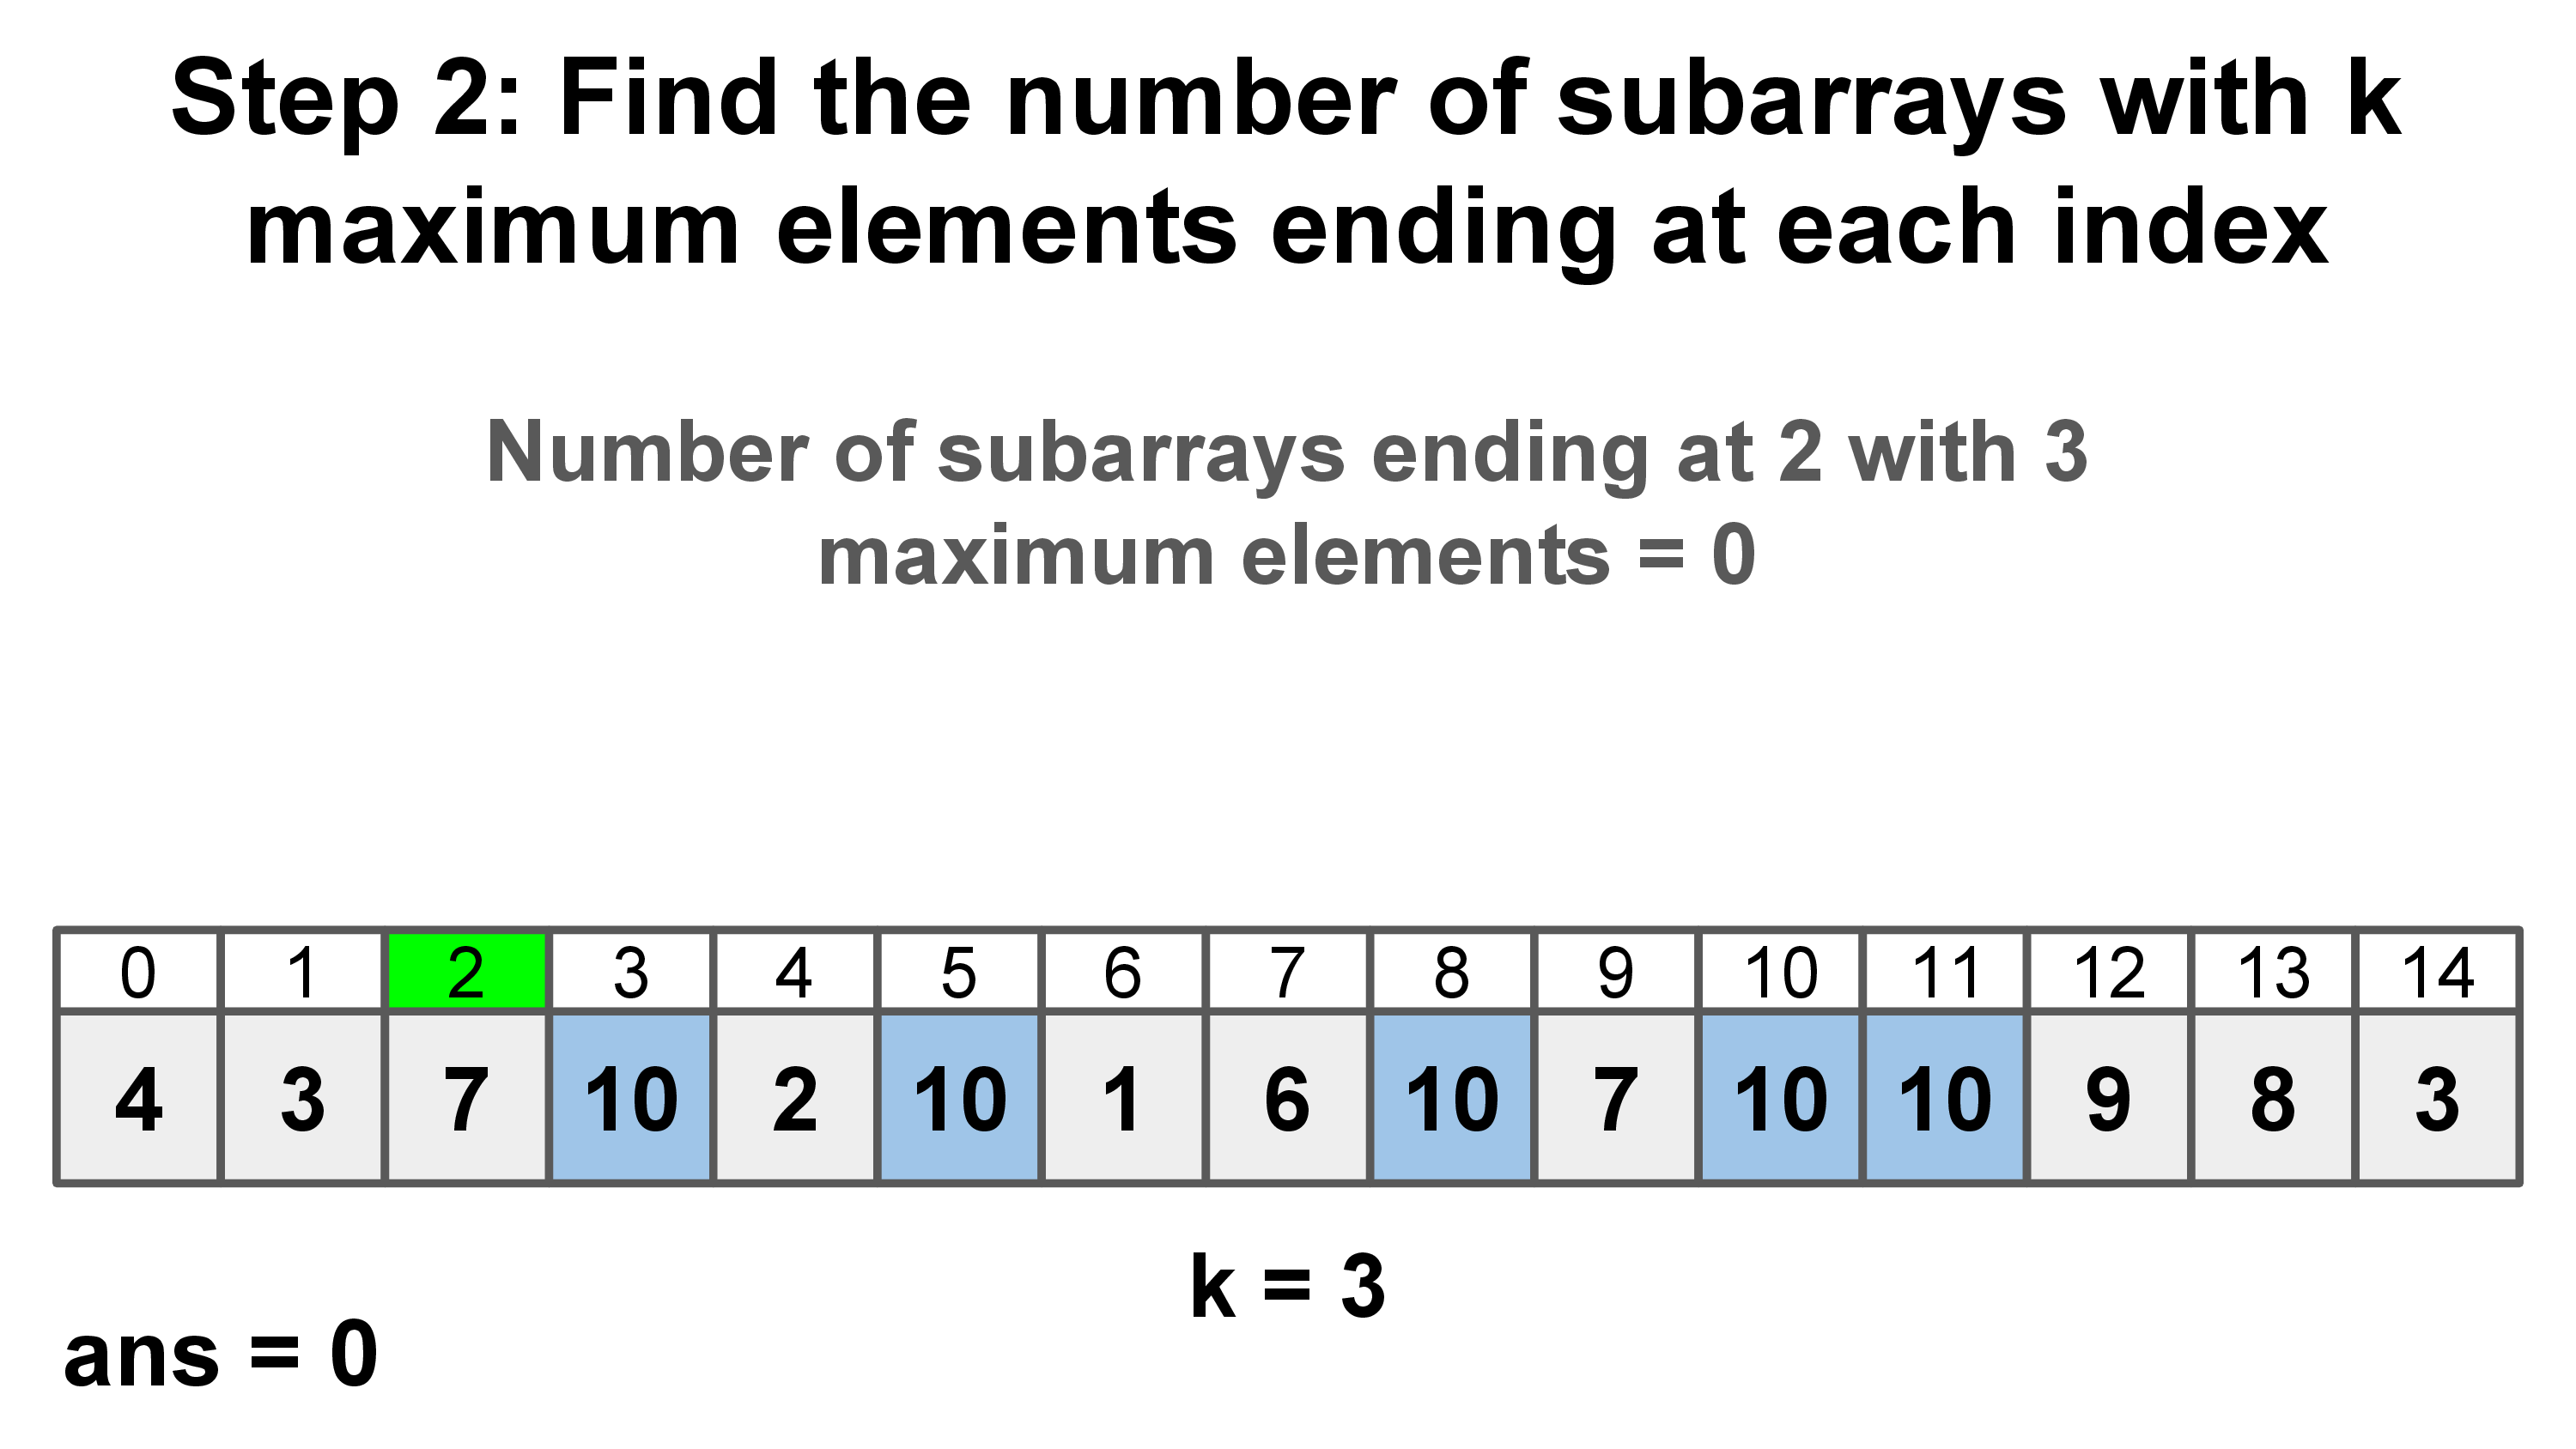 Step 2: Find the number of subarrays with k
maximum elements ending at each index
Number of subarrays ending at 2 with 3
maximum elements = 0
0 1 2 3 4 5 6 7 8 9 10 11 12 13 14
4 3 7 10 2 10 1 6 10 7 10 10 9 8 3
k = 3
ans = 0